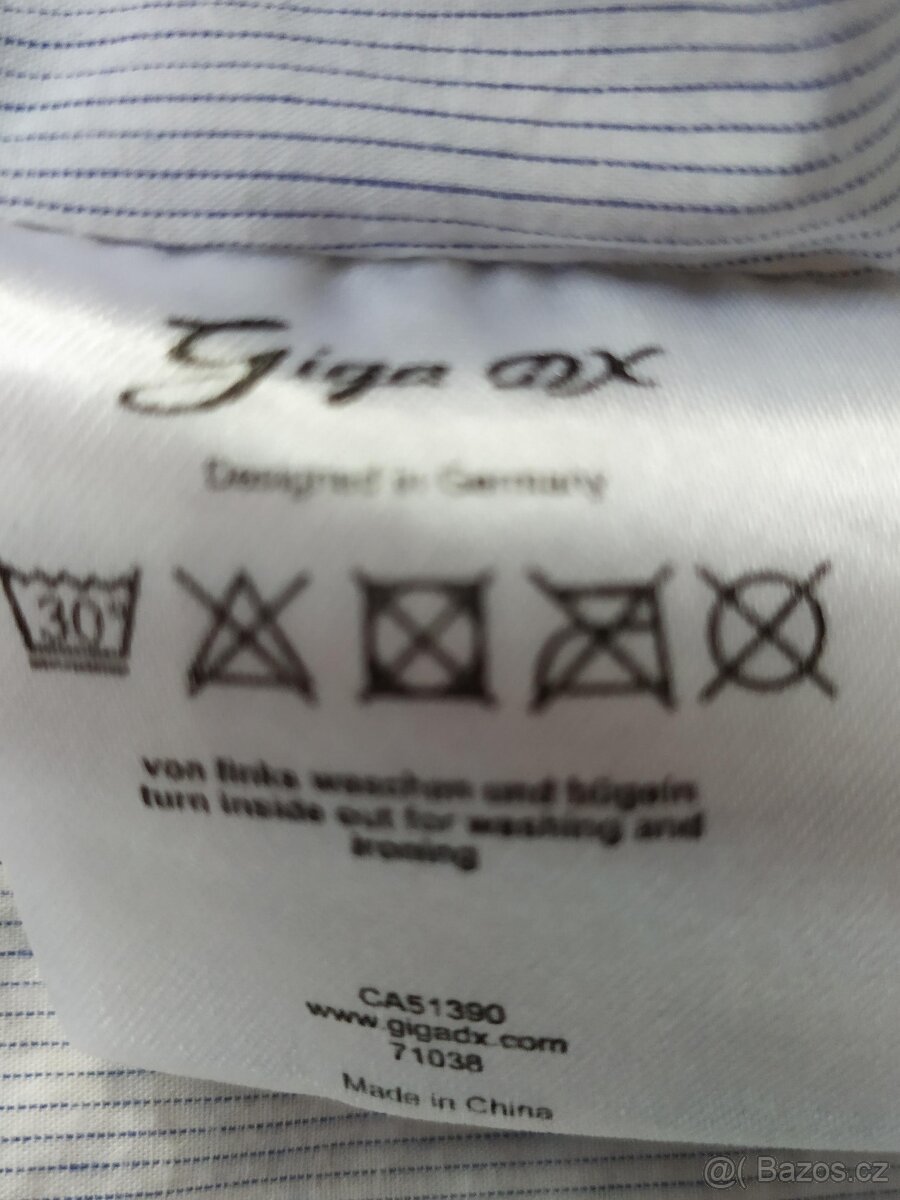 Giga DX
Designed in Germany
30°
von links waschen und bügeln
turn inside out for washing and
ironing
CA51390
www.gigadx.com
71038
Made in China
@( Bazos.cz